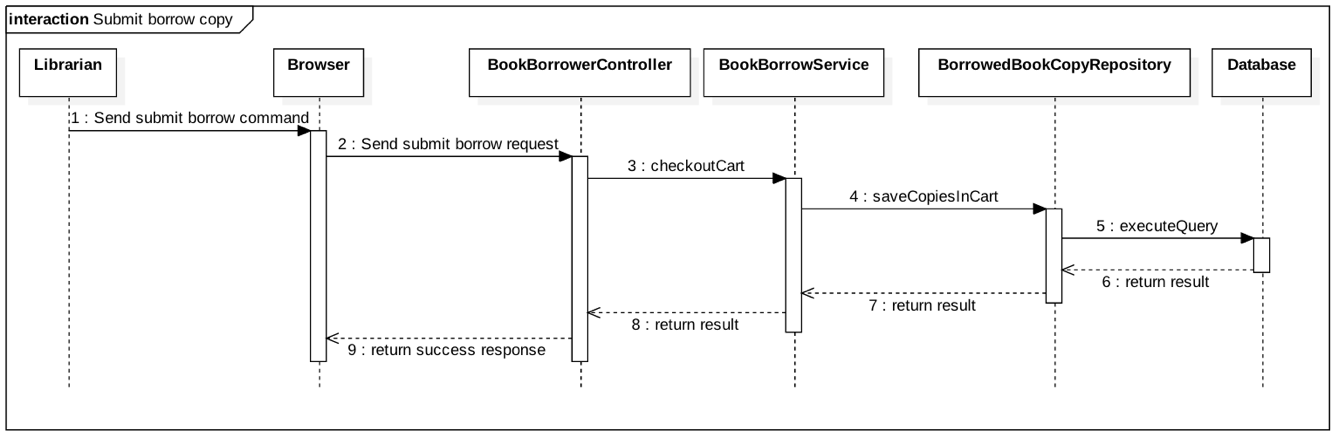 interaction Submit borrow copy
Librarian
Browser
BookBorrowerController
BookBorrowService
BorrowedBookCopyRepository
Database
1 : Send submit borrow command
2 : Send submit borrow request
3 : checkoutCart
4 : saveCopiesInCart
5 : executeQuery
6 : return result
7 : return result
8 : return result
9 : return success response